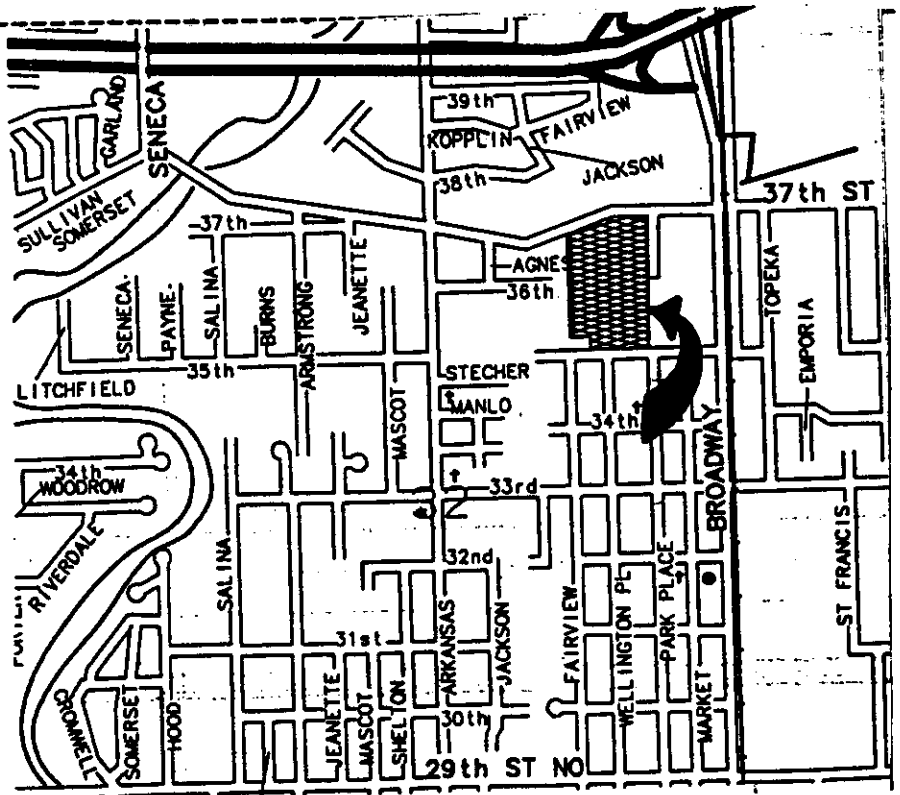 GARLAND
SENECA
39th
KOPPLIN
FAIRVIEW
JACKSON
38th
37th ST
SULLIVAN
SOMERSET
37th
AGNES
36th
SENECA
PAYNE
SALINA
BURNS
ARMSTRONG
JEANETTE
TOPEKA
EMPORIA
35th
LITCHFIELD
STECHER
MANLO
MASCOT
34th
BROADWAY
34th
WOODROW
33rd
RIVERDALE
SALINA
32nd
ST FRANCIS
31st
ARKANSAS
JACKSON
FAIRVIEW
WELLINGTON PL
PARK PLACE
CROMWELL
SOMERSE
HOOD
JEANETTE
MASCOT
SHELTON
30th
MARKET
29th ST NO